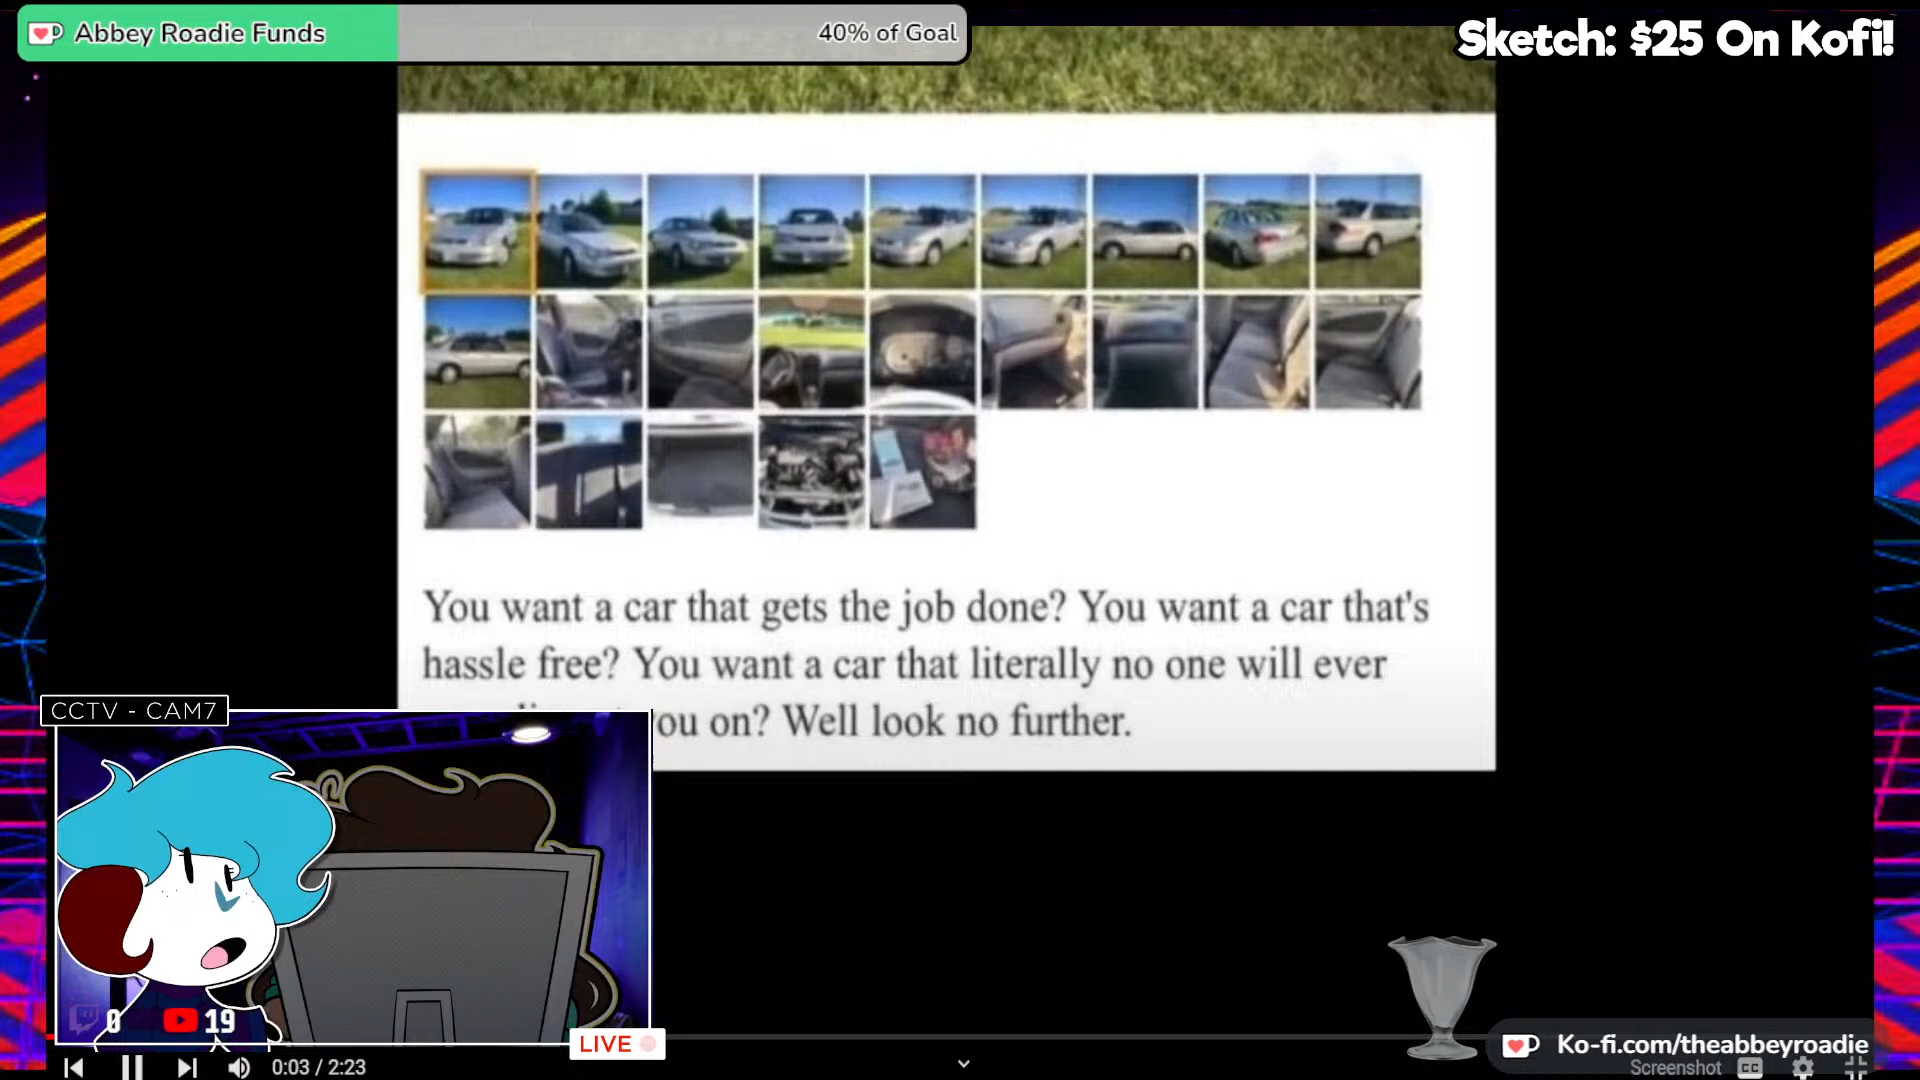 Abbey Roadie Funds
40% of Goal
Sketch: $25 On Kofi!
You want a car that gets the job done? You want a car that's
hassle free? You want a car that literally no one will ever
you on? Well look no further.
CCTV - CAM7
0
19
LIVE
0:03 / 2:23
Ko-fi.com/theabbeyroadie
Screenshot
CC